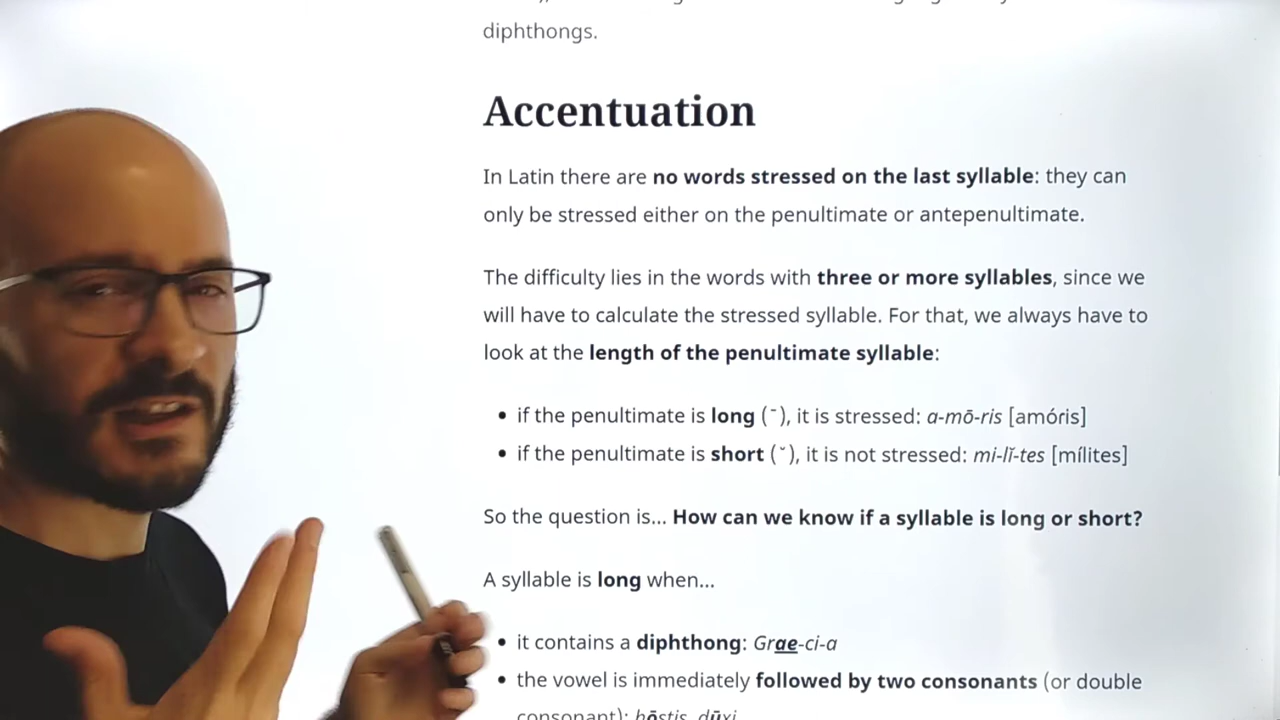 diphthongs.
Accentuation
In Latin there are no words stressed on the last syllable: they can
only be stressed either on the penultimate or antepenultimate.
The difficulty lies in the words with three or more syllables, since we
will have to calculate the stressed syllable. For that, we always have to
look at the length of the penultimate syllable:
• if the penultimate is long (ˉ), it is stressed: a-mō-ris [amóris]
• if the penultimate is short (˘), it is not stressed: mi-lĭ-tes [mílites]
So the question is... How can we know if a syllable is long or short?
A syllable is long when...
• it contains a diphthong: Grae-ci-a
• the vowel is immediately followed by two consonants (or double
consonant): hōstis, dūxi